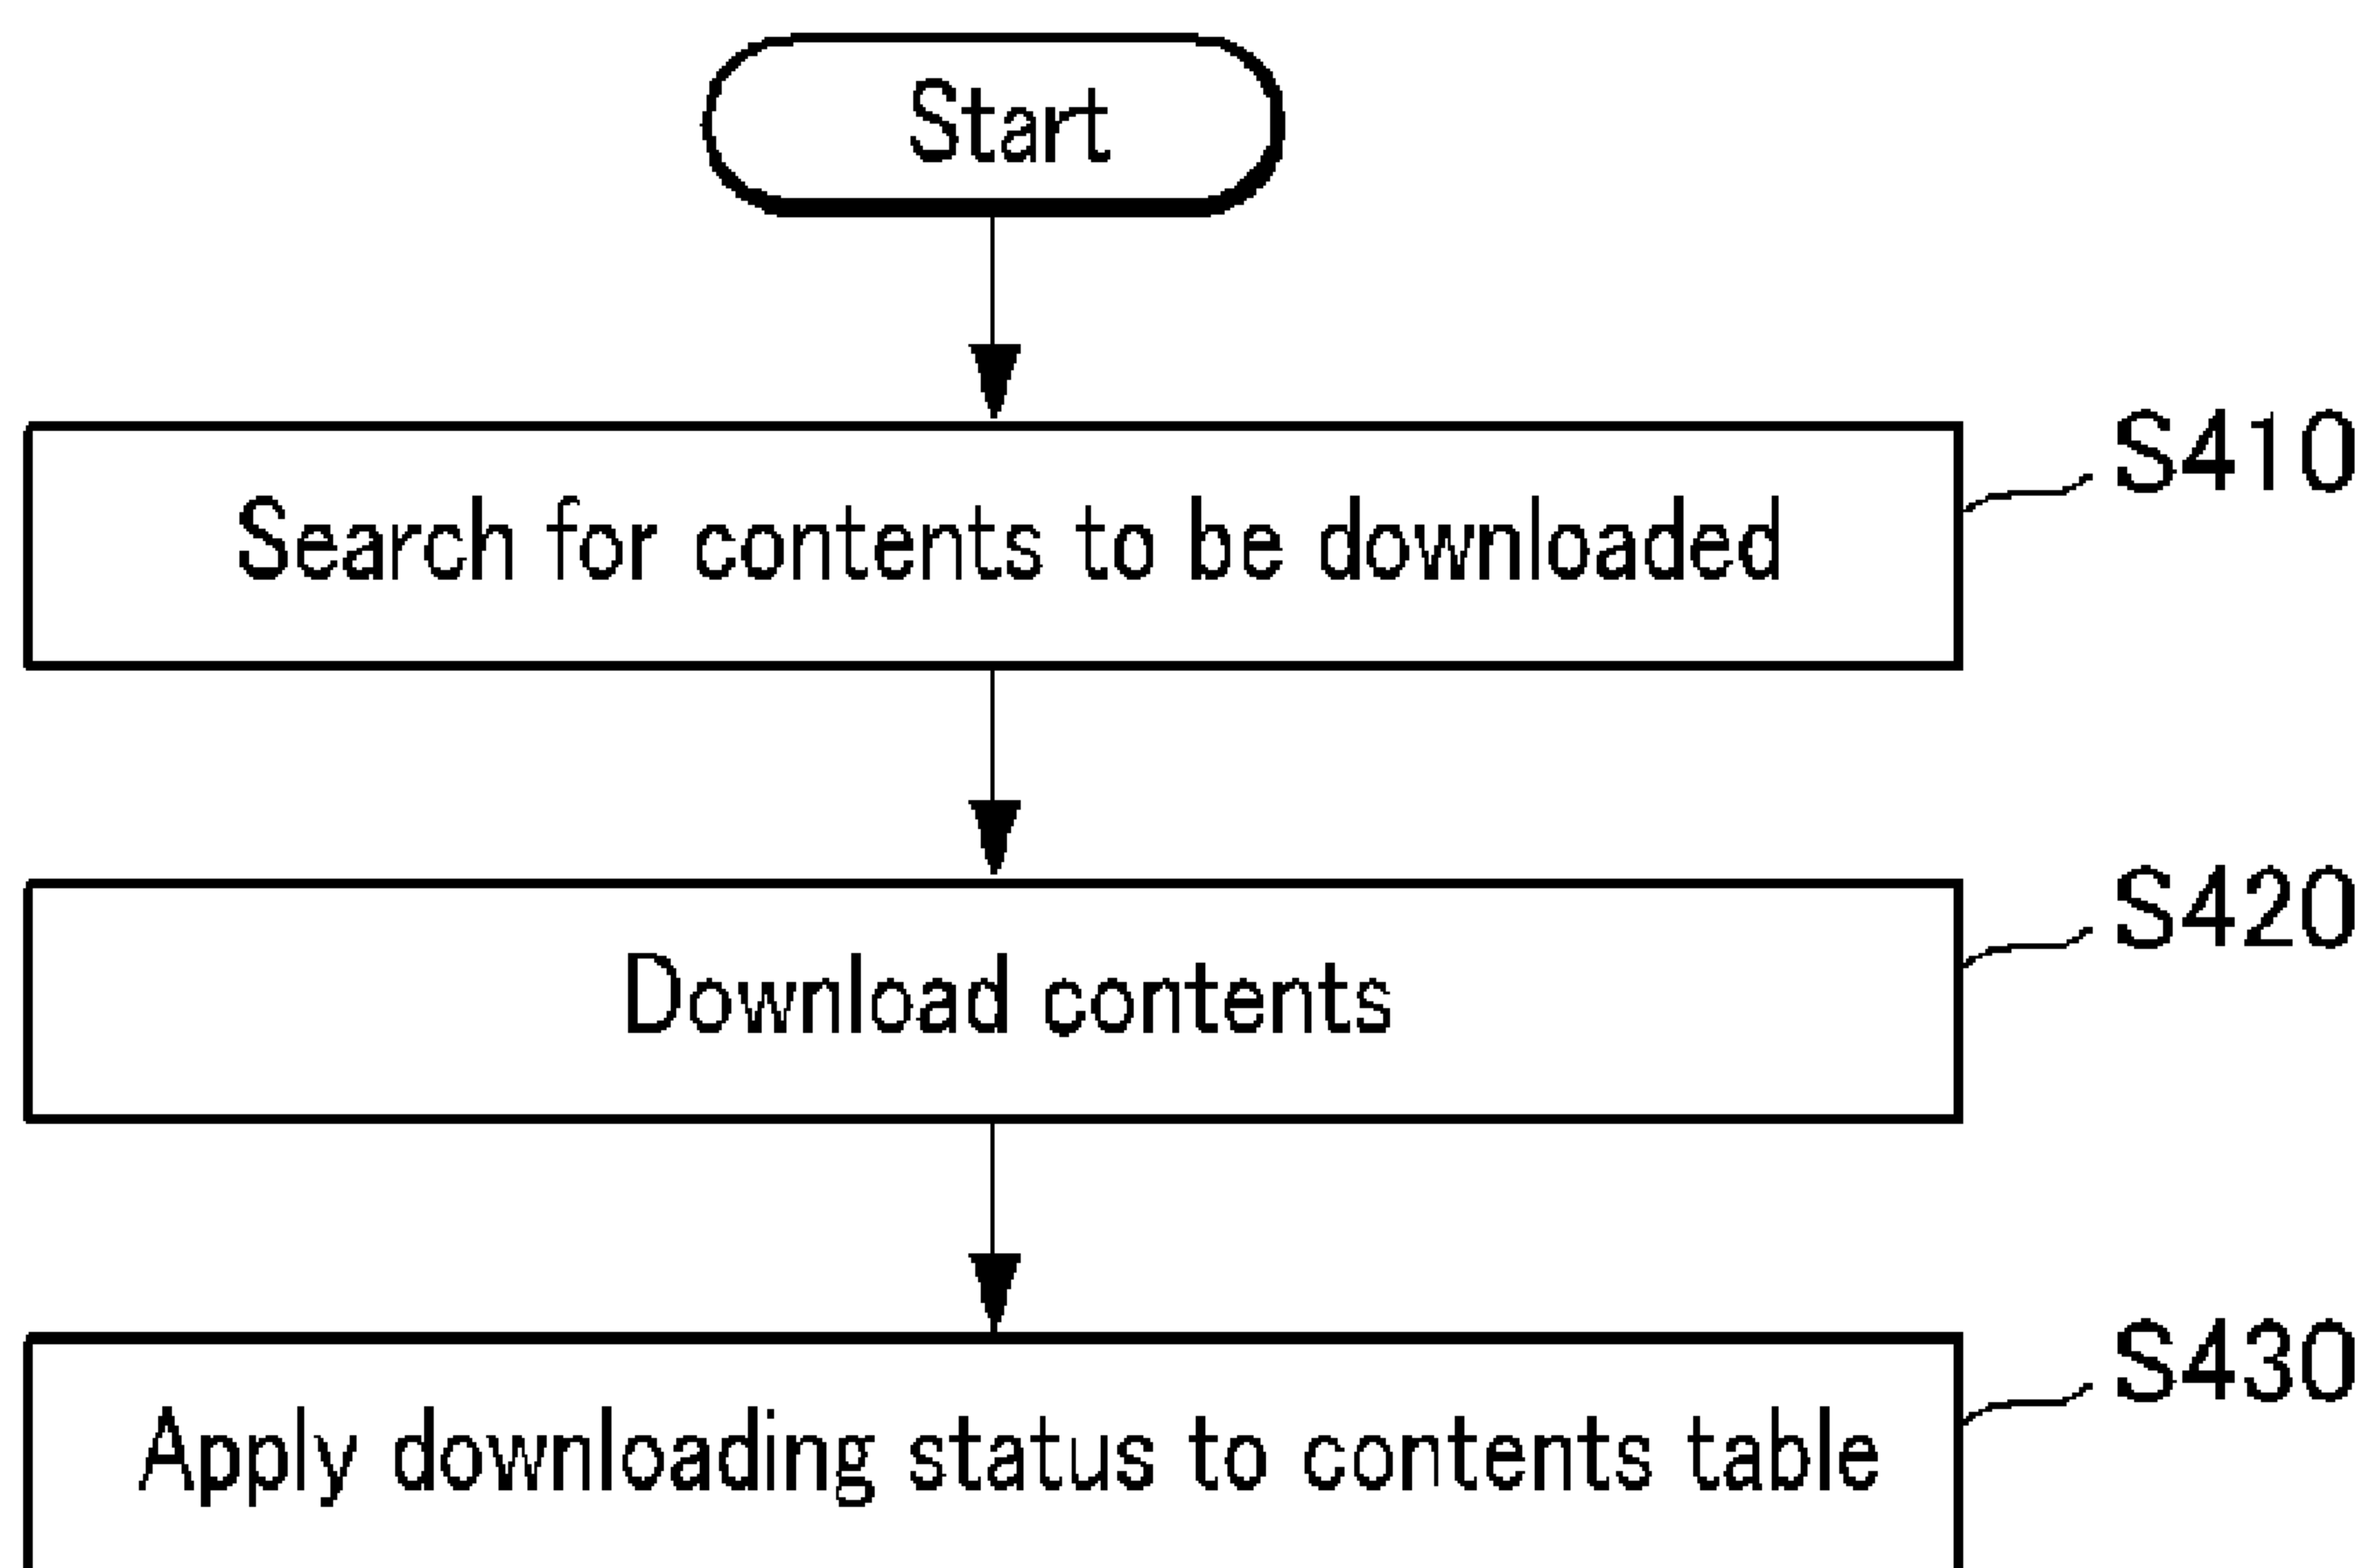 Start
S410
Search for contents to be downloaded
S420
Download contents
S430
Apply downloading status to contents table